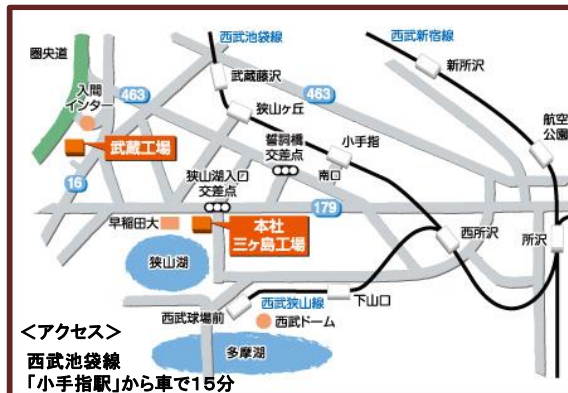 西武池袋線
西武新宿線
圏央道
武蔵藤沢
新所沢
入間
インター
463
狭山ヶ丘
463
航空
公園
武蔵工場
誓詞橋
交差点
小手指
南口
16
狭山湖入口
交差点
179
早稲田大
本社
三ヶ島工場
西所沢
所沢
狭山湖
西武狭山線
下山口
西武球場前
西武ドーム
多摩湖
＜アクセス＞
西武池袋線
「小手指駅」から車で１５分